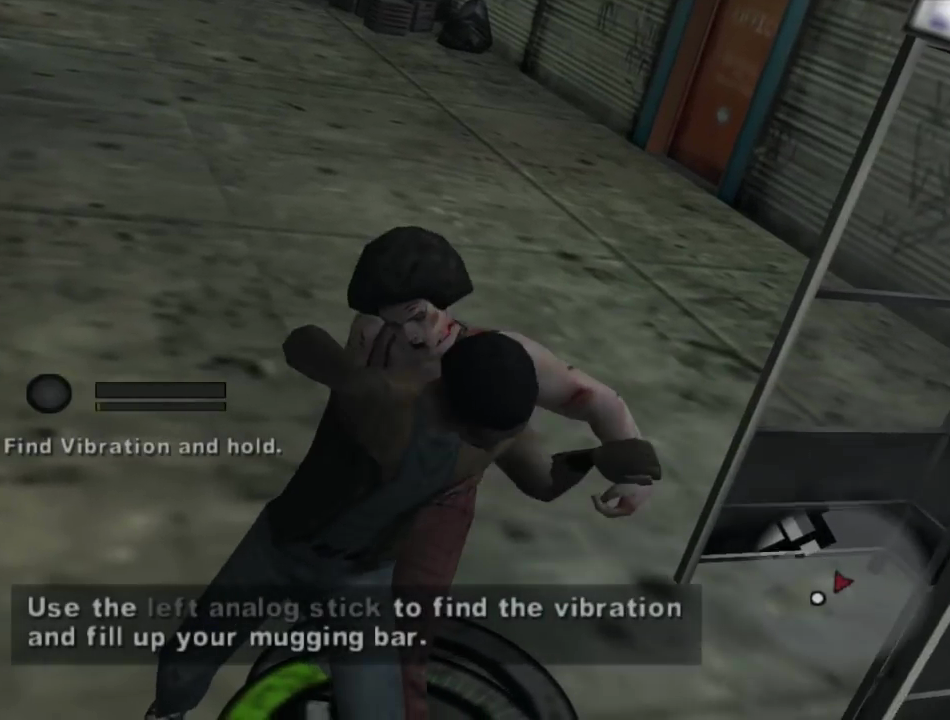 Find Vibration and hold.
Use the left analog stick to find the vibration
and fill up your mugging bar.